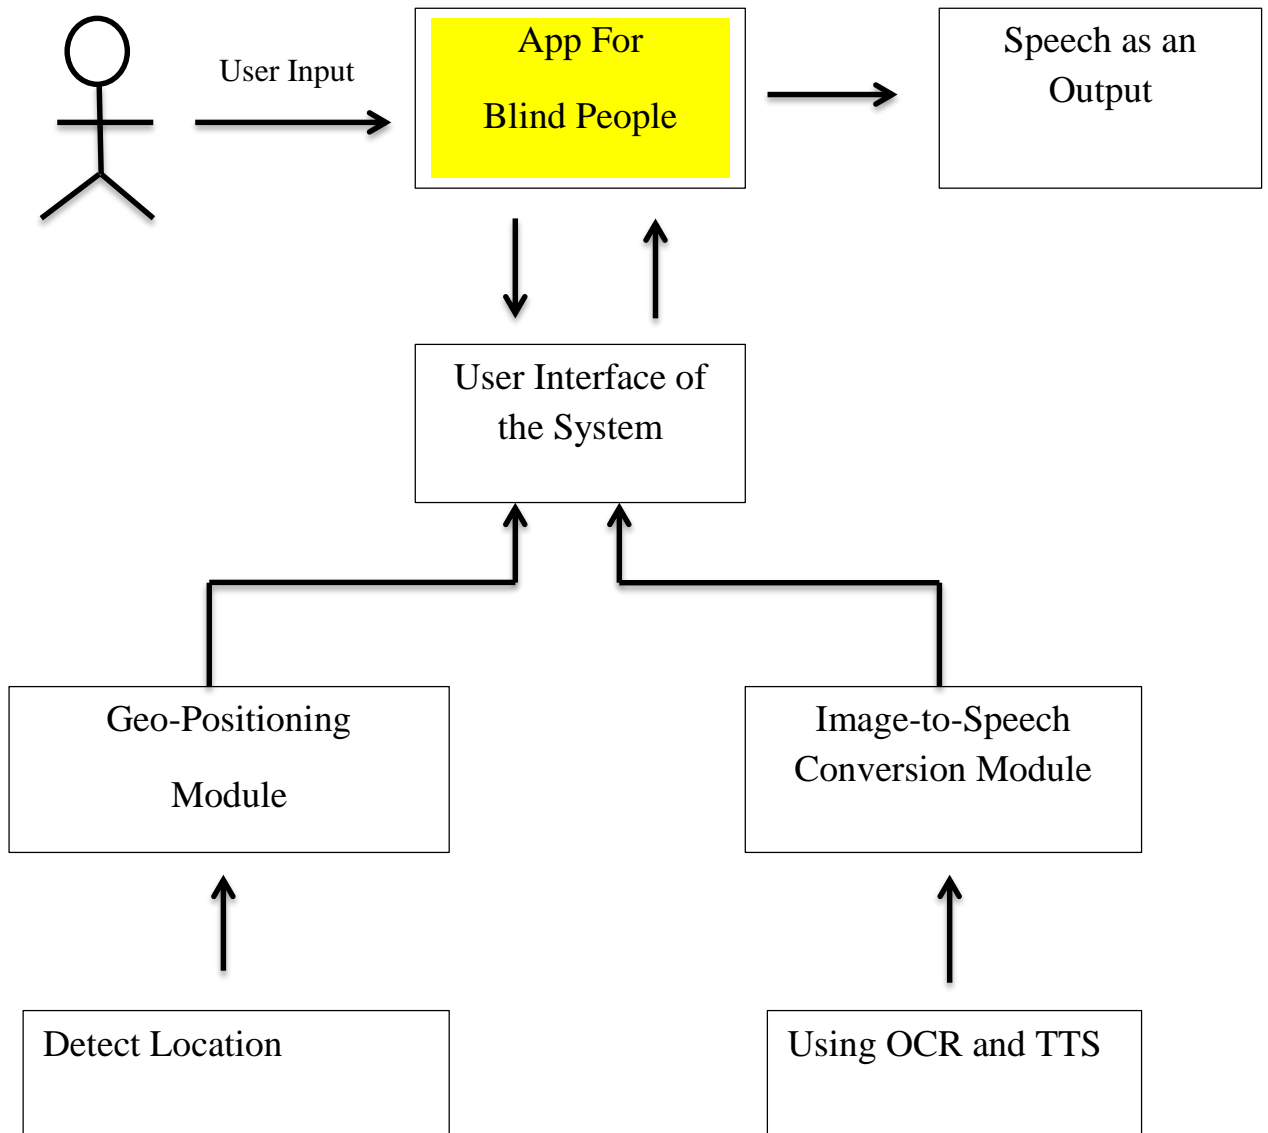 User Input
App For
Blind People
Speech as an
Output
User Interface of
the System
Geo-Positioning
Module
Image-to-Speech
Conversion Module
Detect Location
Using OCR and TTS